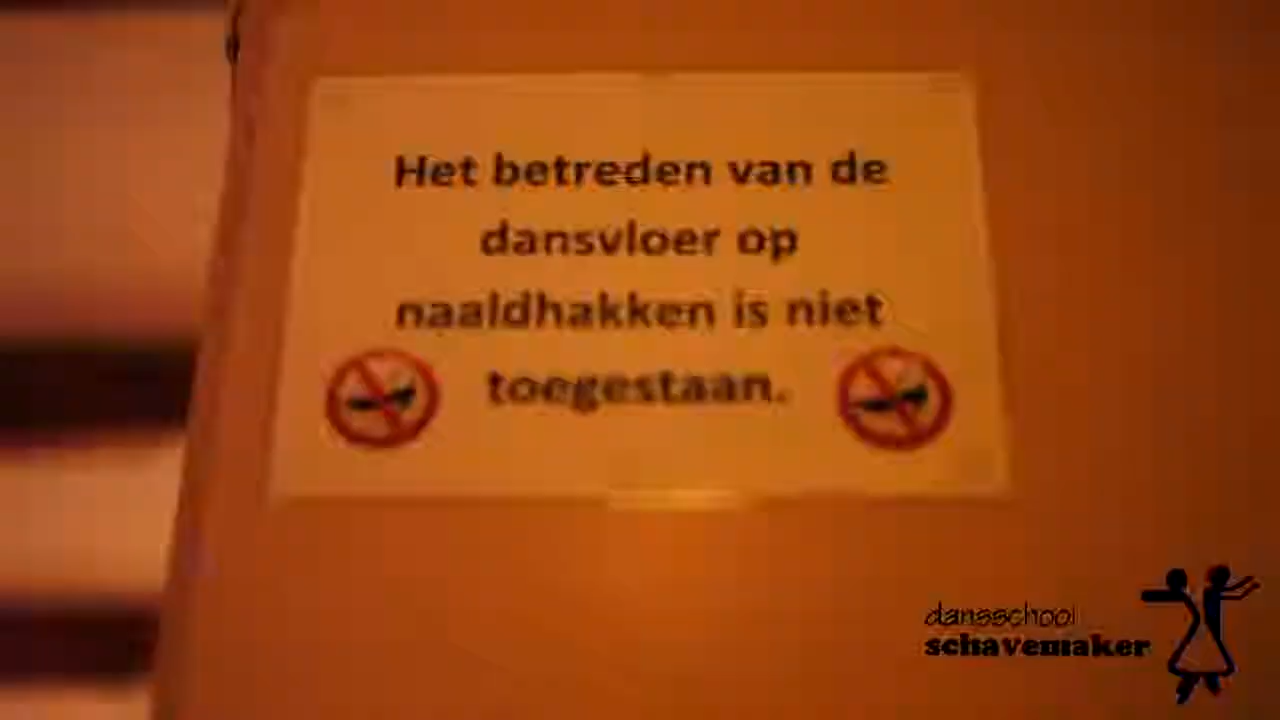 Het betreden van de
dansvloer op
naaldhakken is niet
toegestaan.
dansschool
schavemaker